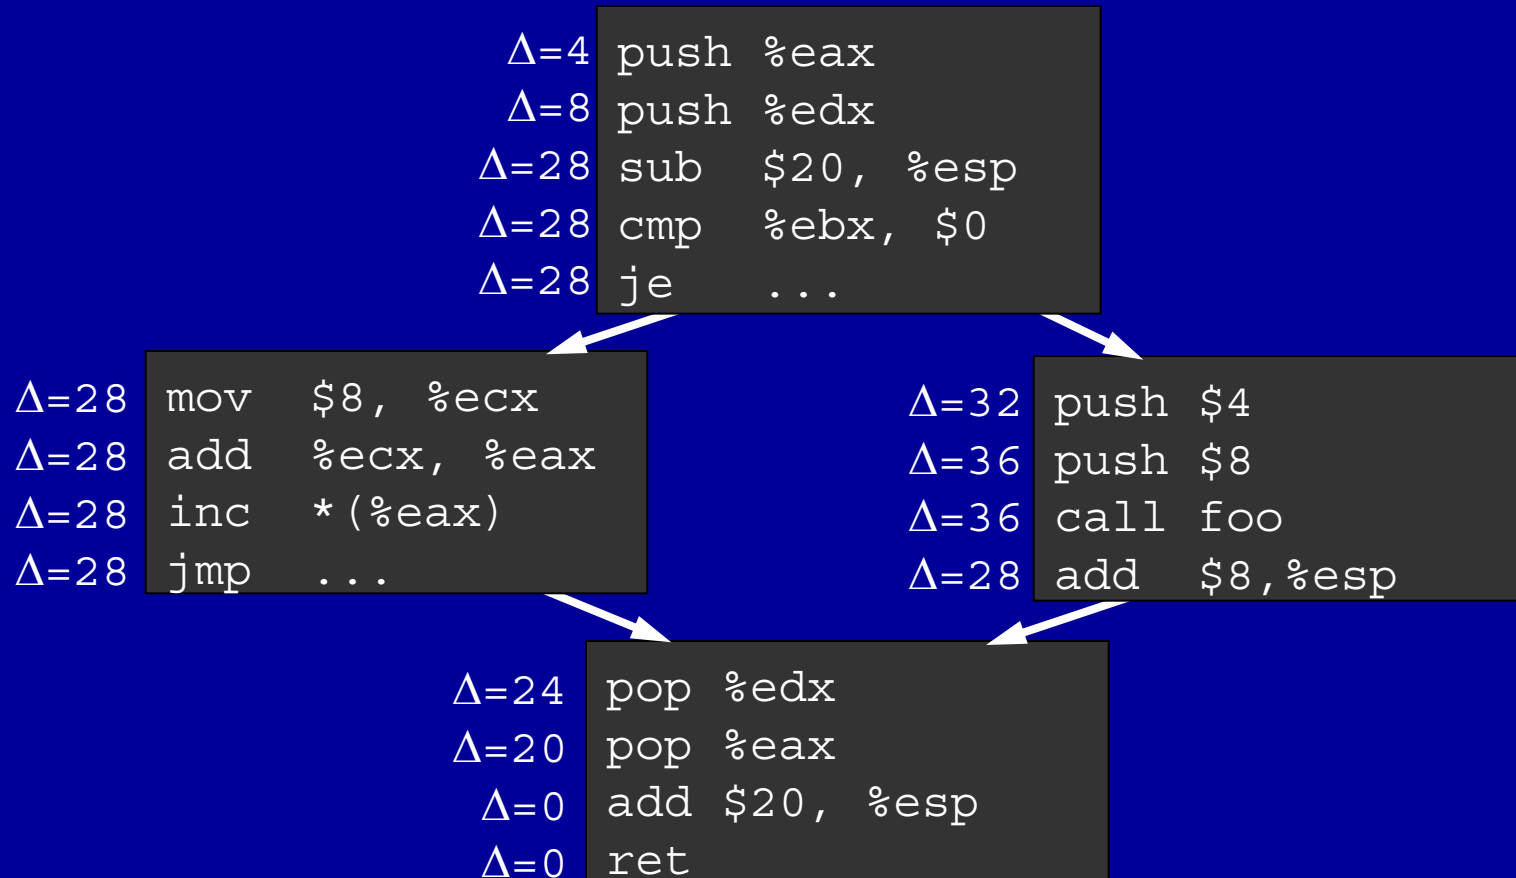 Δ=4 push %eax
Δ=8 push %edx
Δ=28 sub $20, %esp
Δ=28 cmp %ebx, $0
Δ=28 je ...
Δ=28 mov $8, %ecx
Δ=28 add %ecx, %eax
Δ=28 inc *(%eax)
Δ=28 jmp ...
Δ=32 push $4
Δ=36 push $8
Δ=36 call foo
Δ=28 add $8,%esp
Δ=24 pop %edx
Δ=20 pop %eax
Δ=0 add $20, %esp
Δ=0 ret